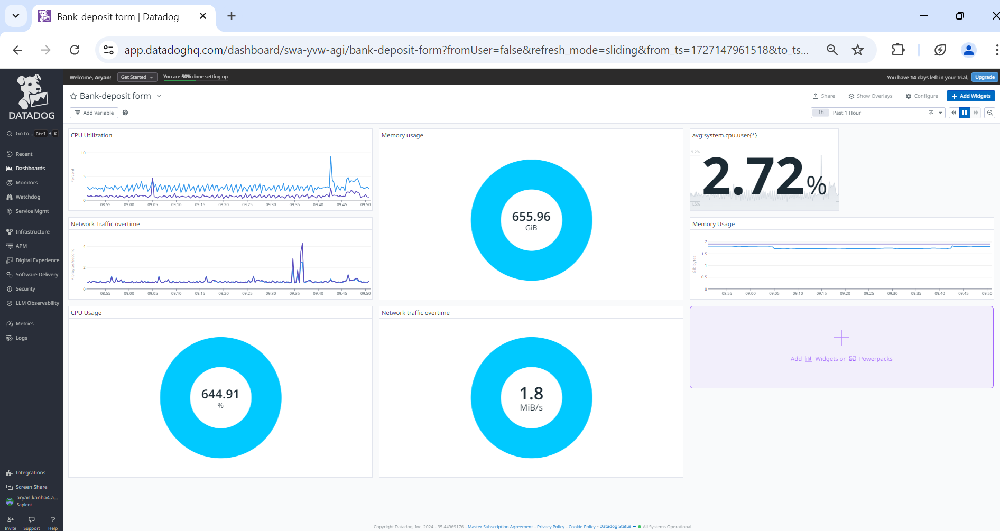 Bank-deposit form | Datadog
app.datadoghq.com/dashboard/swa-yvw-agi/bank-deposit-form?fromUser=false&refresh_mode=sliding&from_ts=1727147961518&to_ts...
DATADOG
Go to... Ctrl + K
Recent
Dashboards
Monitors
Watchdog
Service Mgmt
Infrastructure
APM
Digital Experience
Software Delivery
Security
LLM Observability
Metrics
Logs
Integrations
Screen Share
aryan.kanha4.a...
Sapient
Invite Support Help
Welcome, Aryan! Get Started You are 50% done setting up
You have 14 days left in your trial. Upgrade
Bank-deposit form
Share Show Overlays Configure + Add Widgets
Add Variable
1h Past 1 Hour
CPU Utilization
Percent
10
5
0
08:55 09:00 09:05 09:10 09:15 09:20 09:25 09:30 09:35 09:40 09:45 09:50
Network Traffic overtime
Kibibytes/second
4
2
0
08:55 09:00 09:05 09:10 09:15 09:20 09:25 09:30 09:35 09:40 09:45 09:50
Memory usage
655.96
GiB
avg:system.cpu.user{*}
9.2%
2.72%
1.5%
Memory Usage
Gibibytes
2
1.5
1
0.5
0
08:55 09:00 09:05 09:10 09:15 09:20 09:25 09:30 09:35 09:40 09:45 09:50
CPU Usage
644.91
%
Network traffic overtime
1.8
MiB/s
Add Widgets or Powerpacks
Copyright Datadog, Inc. 2024 - 35.44969176 - Master Subscription Agreement - Privacy Policy - Cookie Policy - Datadog Status → All Systems Operational